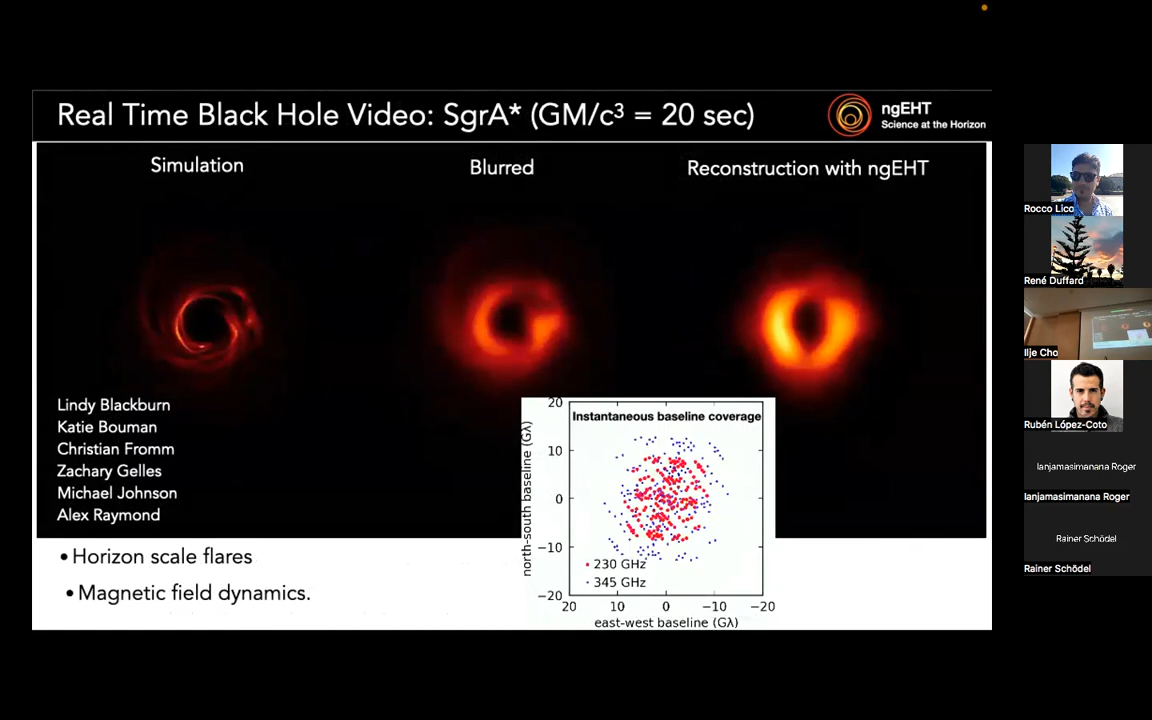 Real Time Black Hole Video: SgrA* (GM/c³ = 20 sec)
ngEHT
Science at the Horizon
Simulation
Blurred
Reconstruction with ngEHT
Lindy Blackburn
Katie Bouman
Christian Fromm
Zachary Gelles
Michael Johnson
Alex Raymond
Instantaneous baseline coverage
north-south baseline (Gλ)
20
10
0
−10
−20
• 230 GHz
• 345 GHz
20 10 0 −10 −20
east-west baseline (Gλ)
• Horizon scale flares
• Magnetic field dynamics.
Rocco Lico
René Duffard
Ilje Cho
Rubén López-Coto
Ianjamasimanana Roger
Ianjamasimanana Roger
Rainer Schödel
Rainer Schödel